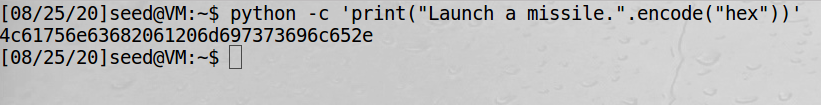 [08/25/20]seed@VM:~$ python -c 'print("Launch a missile.".encode("hex"))'
4c61756e63682061206d697373696c652e
[08/25/20]seed@VM:~$